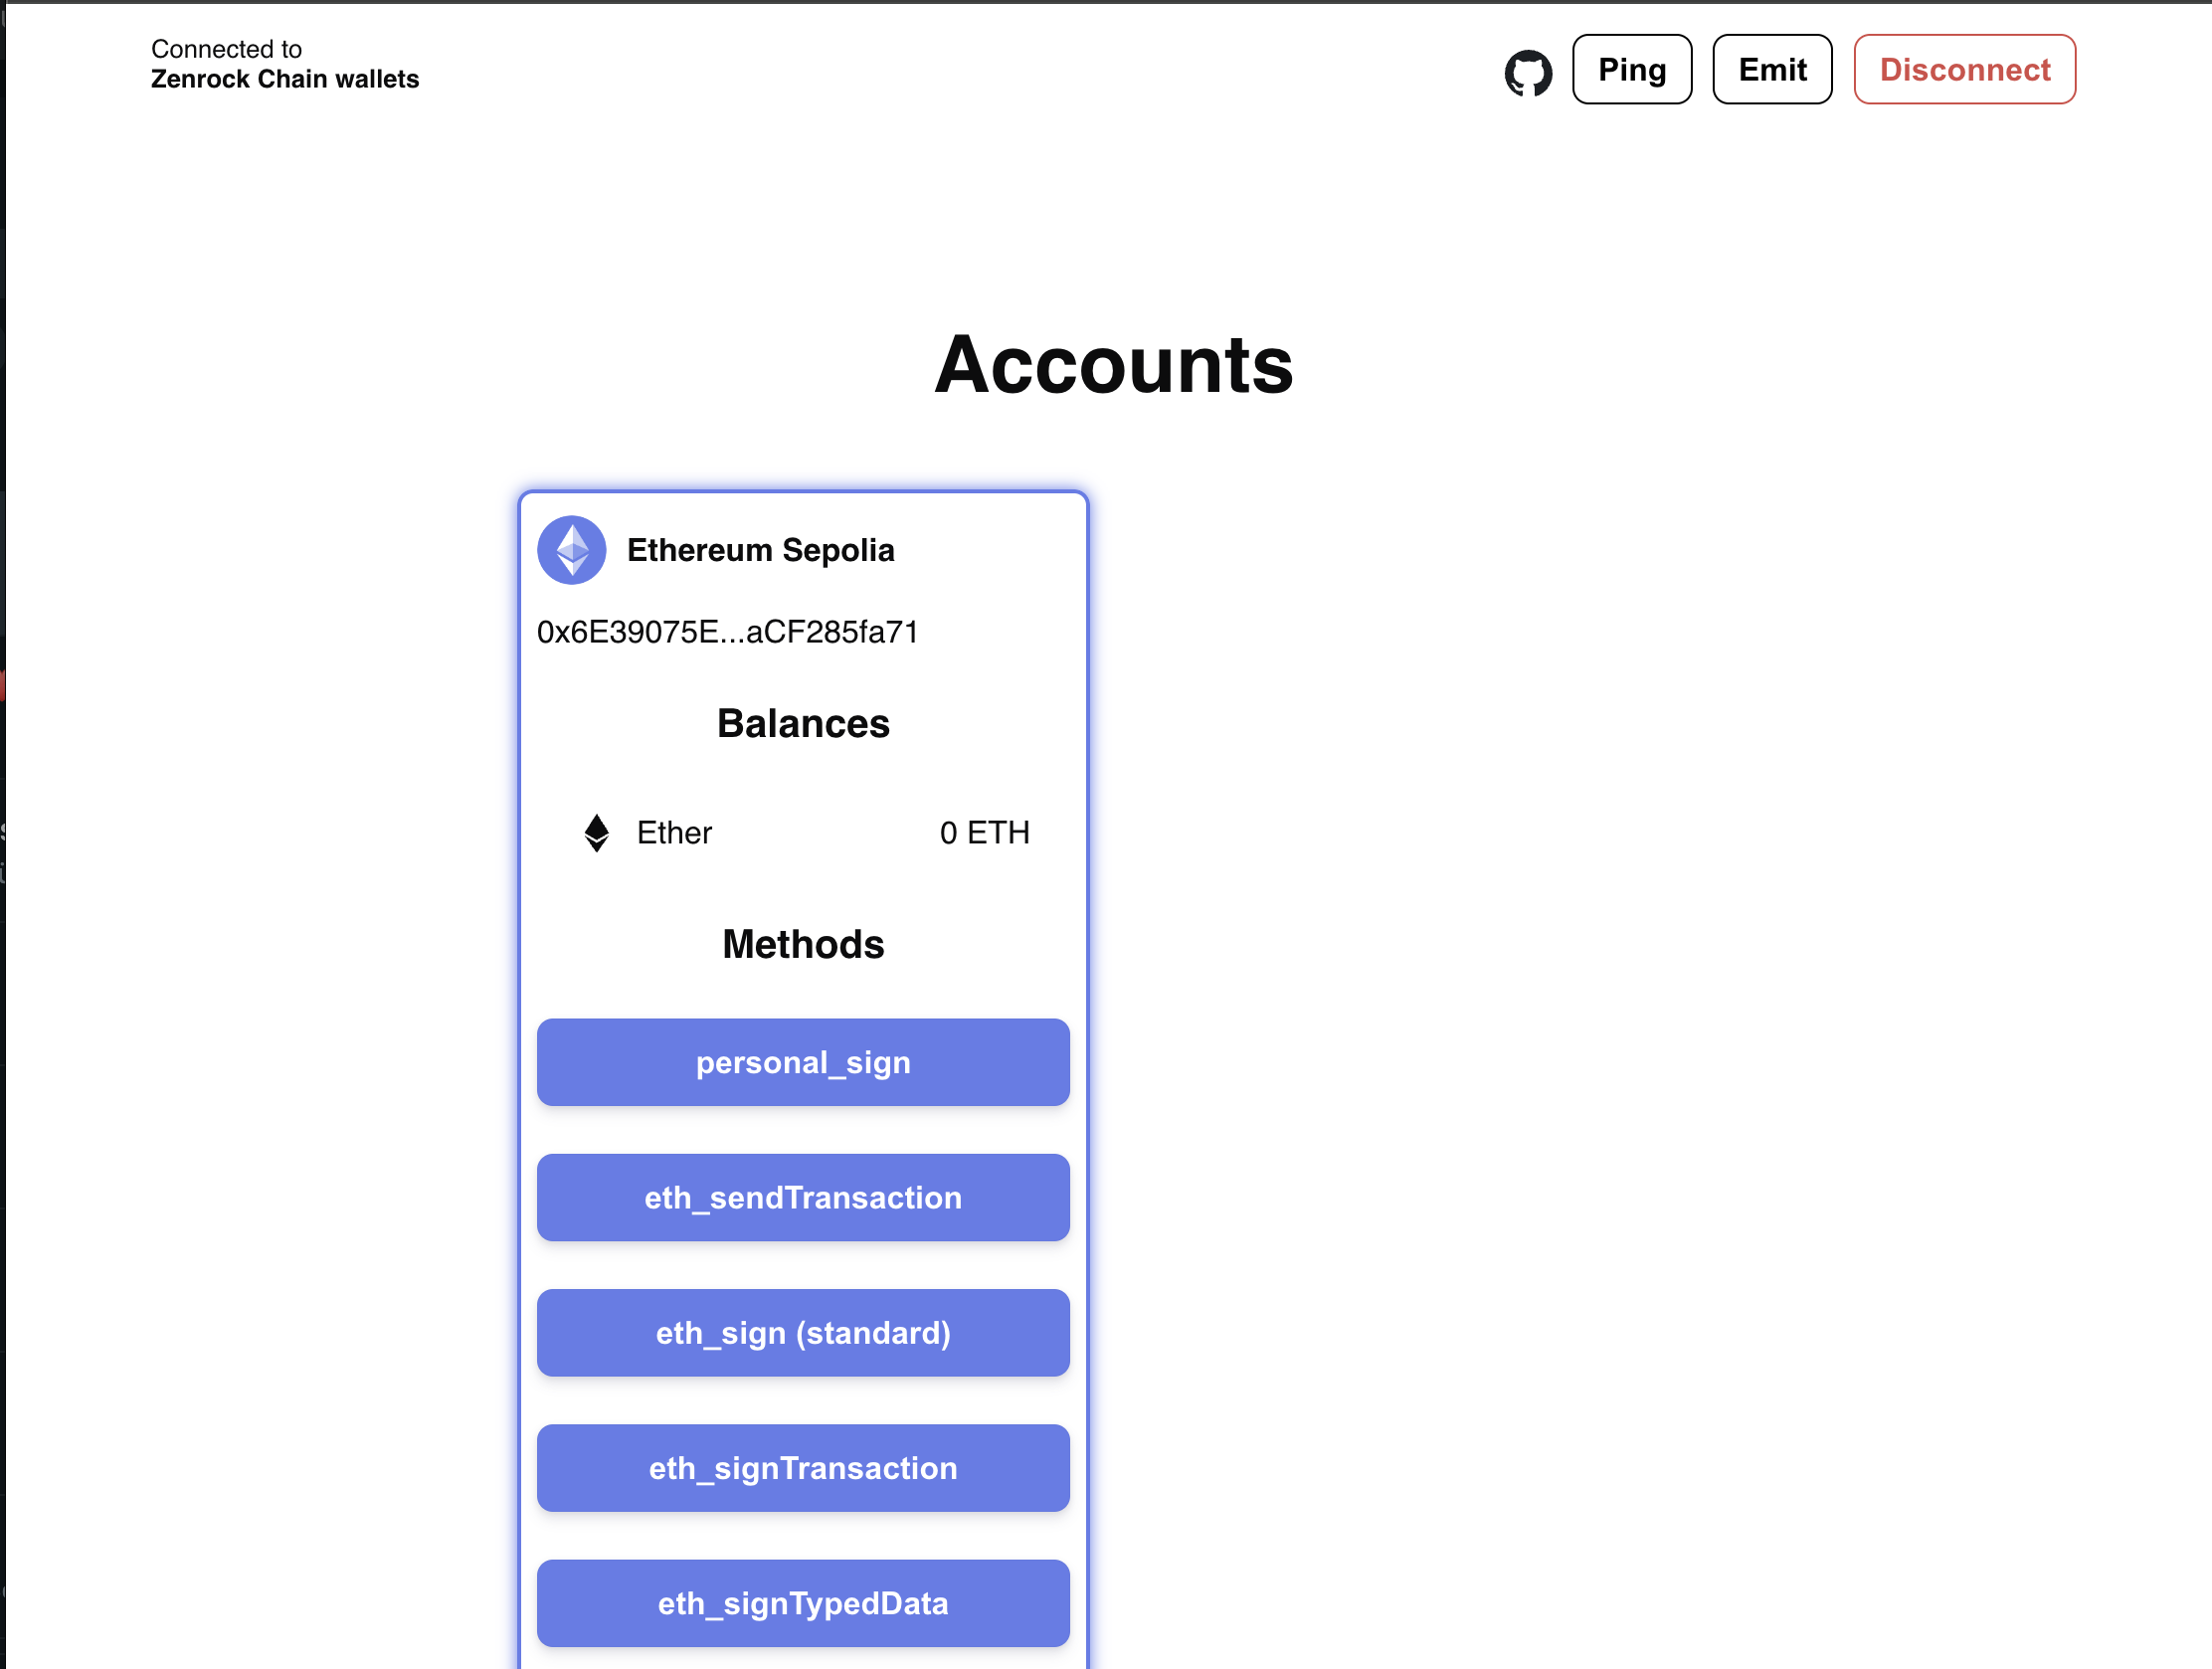 Connected to
Zenrock Chain wallets
Ping
Emit
Disconnect
Accounts
Ethereum Sepolia
0x6E39075E...aCF285fa71
Balances
Ether
0 ETH
Methods
personal_sign
eth_sendTransaction
eth_sign (standard)
eth_signTransaction
eth_signTypedData